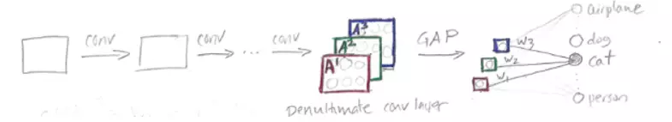 conv
conv
...
conv
A¹
A²
A³
Penultimate conv layer
GAP
w₁
w₂
w₃
airplane
dog
cat
person